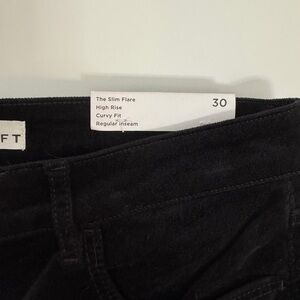 The Slim Flare
30
High Rise
Curvy Fit
Regular Inseam
FT